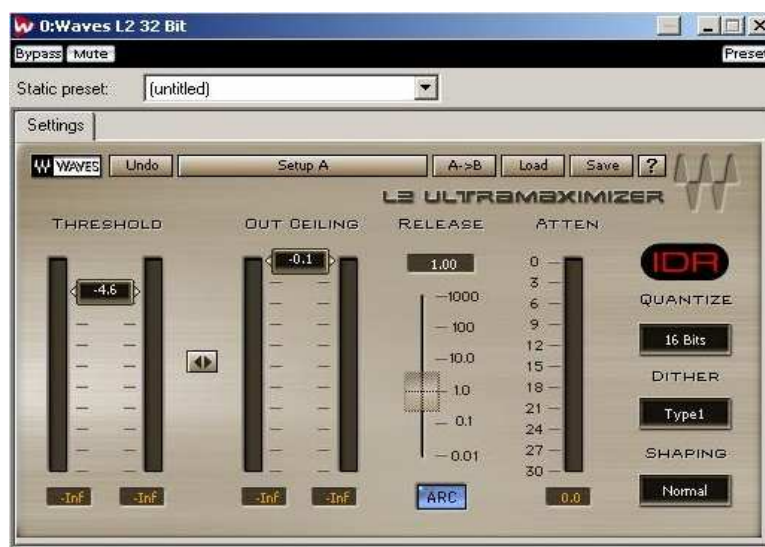 0:Waves L2 32 Bit
Bypass Mute Preset
Static preset: (untitled)
Settings
WAVES Undo Setup A A->B Load Save ?
L2 ULTRAMAXIMIZER
THRESHOLD OUT CEILING RELEASE ATTEN
-4.6 -0.1 1.00
IDR
1000
100
10.0
1.0
0.1
0.01
0
3
6
9
12
15
18
21
24
27
30
QUANTIZE
16 Bits
DITHER
Type1
SHAPING
Normal
-Inf -Inf -Inf -Inf ARC 0.0